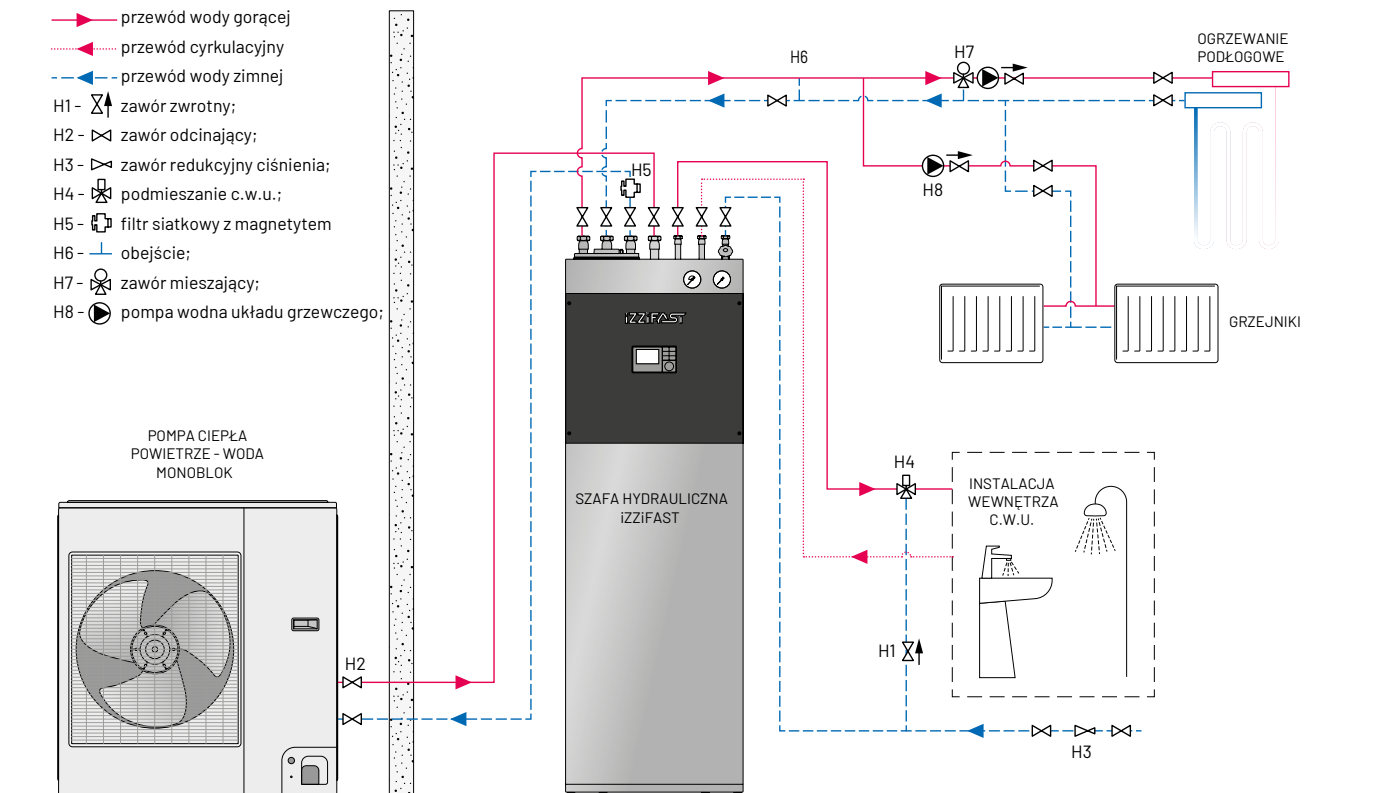 przewód wody gorącej
przewód cyrkulacyjny
przewód wody zimnej
H1 - zawór zwrotny;
H2 - zawór odcinający;
H3 - zawór redukcyjny ciśnienia;
H4 - podmieszanie c.w.u.;
H5 - filtr siatkowy z magnetytem
H6 - obejście;
H7 - zawór mieszający;
H8 - pompa wodna układu grzewczego;
H6
H7
OGRZEWANIE
PODŁOGOWE
H5
H8
iZZiFAST
GRZEJNIKI
POMPA CIEPŁA
POWIETRZE - WODA
MONOBLOK
SZAFA HYDRAULICZNA
iZZiFAST
H4
INSTALACJA
WEWNĘTRZA
C.W.U.
H1
H2
H3